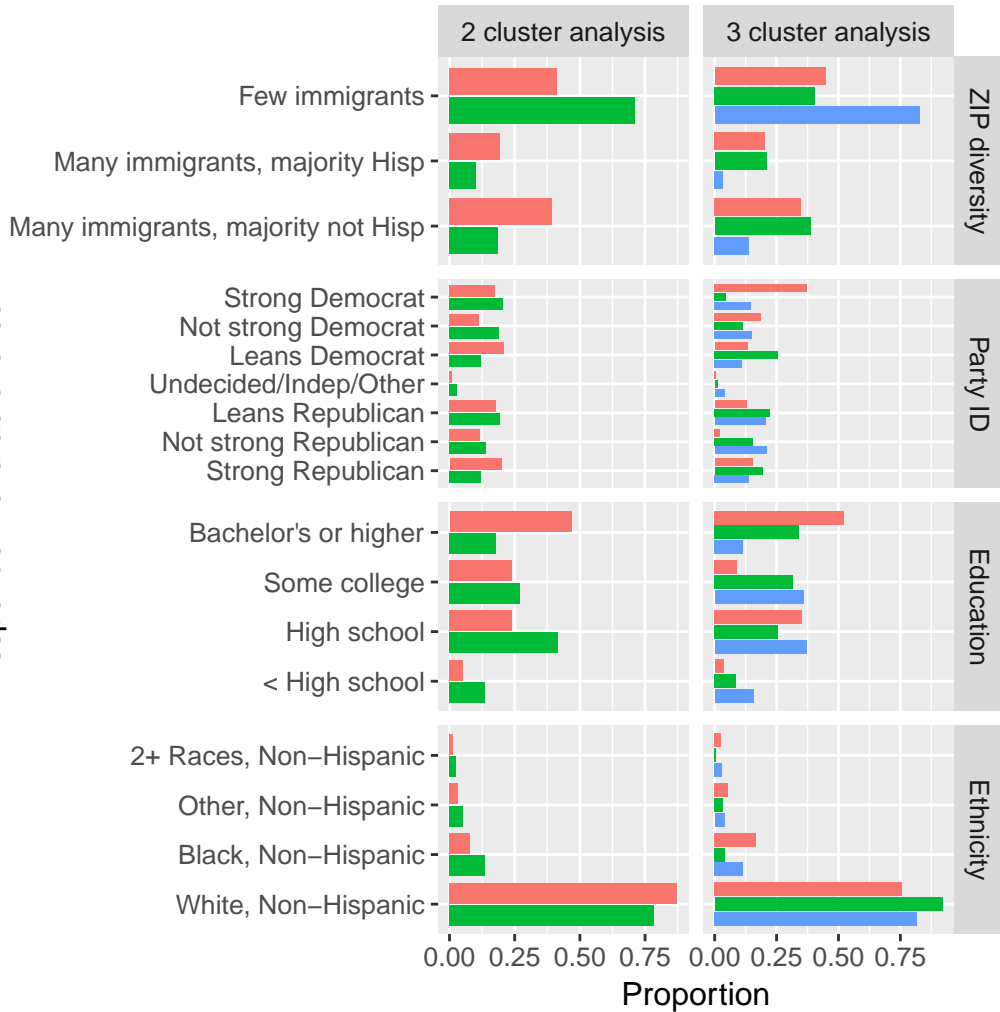 2 cluster analysis
3 cluster analysis
Few immigrants
Many immigrants, majority Hisp
Many immigrants, majority not Hisp
ZIP diversity
Strong Democrat
Not strong Democrat
Leans Democrat
Undecided/Indep/Other
Leans Republican
Not strong Republican
Strong Republican
Party ID
Bachelor's or higher
Some college
High school
< High school
Education
2+ Races, Non−Hispanic
Other, Non−Hispanic
Black, Non−Hispanic
White, Non−Hispanic
Ethnicity
0.00 0.25 0.50 0.75
0.00 0.25 0.50 0.75
Proportion